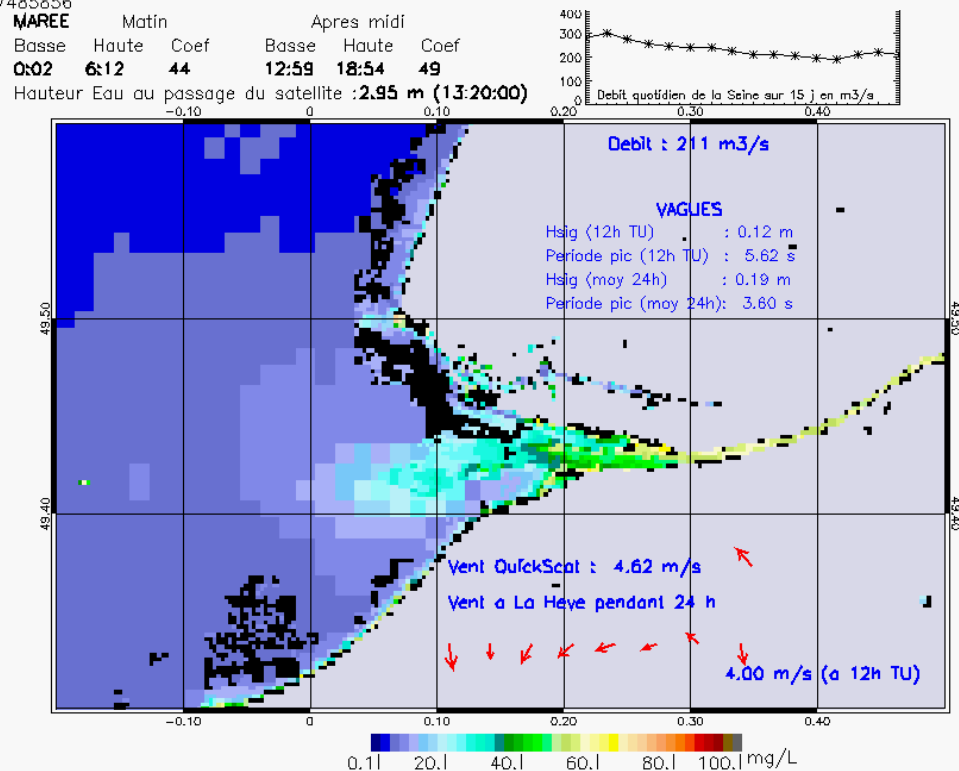 MAREE Matin Apres midi
Basse Haute Coef Basse Haute Coef
0:02 6:12 44 12:59 18:54 49
Hauteur Eau au passage du satellite : 2.95 m (13:20:00)
400
300
200
100
0
Debit quotidien de la Seine sur 15 j en m3/s
-0.10 0 0.10 0.20 0.30 0.40
Debit : 211 m3/s
VAGUES
Hsig (12h TU) : 0.12 m
Periode pic (12h TU) : 5.62 s
Hsig (moy 24h) : 0.19 m
Periode pic (moy 24h): 3.60 s
49.50 49.50
49.40 49.40
Vent QuickScat : 4.62 m/s
Vent a La Heve pendant 24 h
4.00 m/s (a 12h TU)
-0.10 0 0.10 0.20 0.30 0.40
0.1| 20.| 40.| 60.| 80.| 100.| mg/L